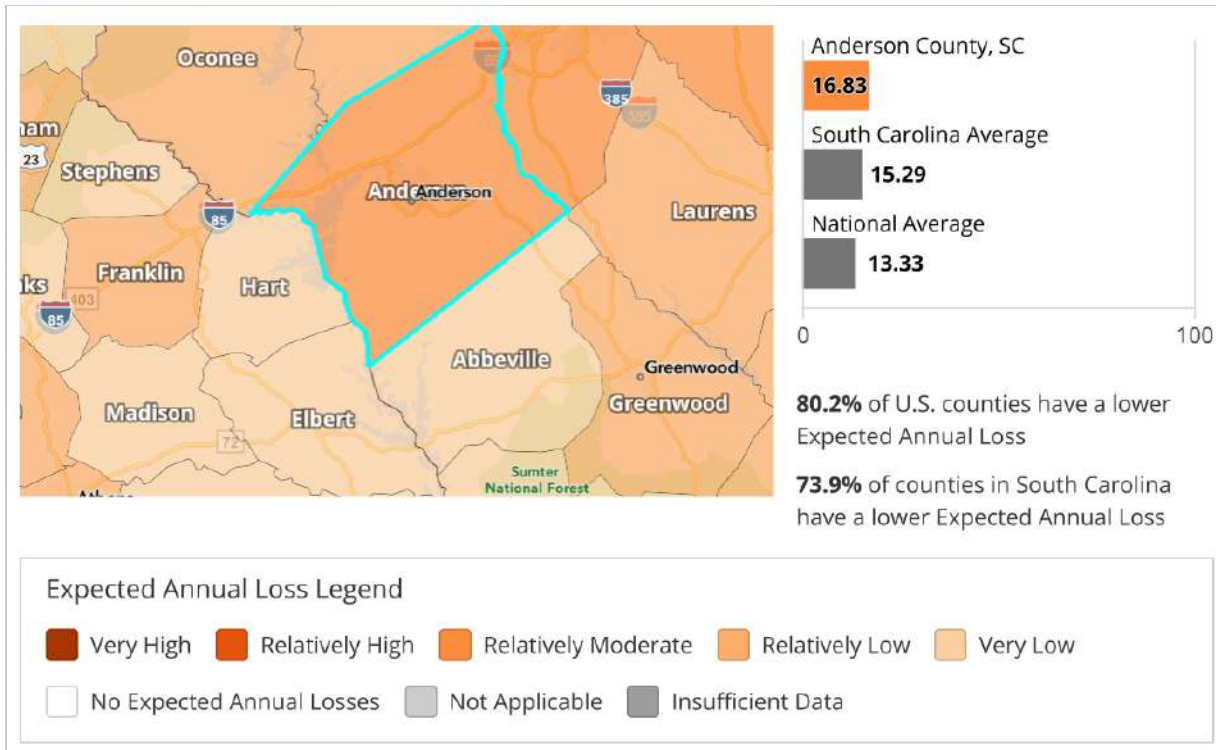 Oconee
85
385
385
ham
23
Stephens
Anderson
Anderson
85
Laurens
Franklin
Hart
ks
403
85
Abbeville
Greenwood
Greenwood
Madison
Elbert
72
Sumter
National Forest
Anderson County, SC
16.83
South Carolina Average
15.29
National Average
13.33
0
100
80.2% of U.S. counties have a lower
Expected Annual Loss
73.9% of counties in South Carolina
have a lower Expected Annual Loss
Expected Annual Loss Legend
Very High Relatively High Relatively Moderate Relatively Low Very Low
No Expected Annual Losses Not Applicable Insufficient Data